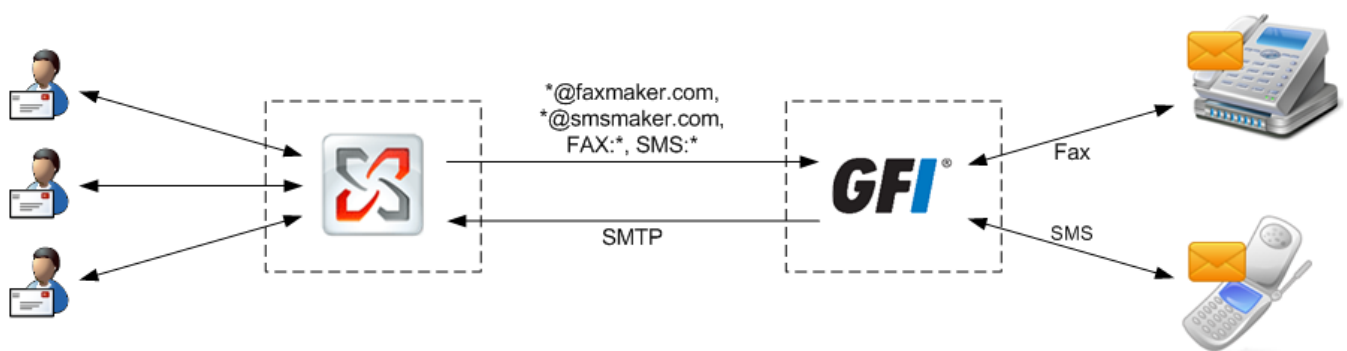 *@faxmaker.com,
*@smsmaker.com,
FAX:*, SMS:*
GFI®
Fax
SMTP
SMS